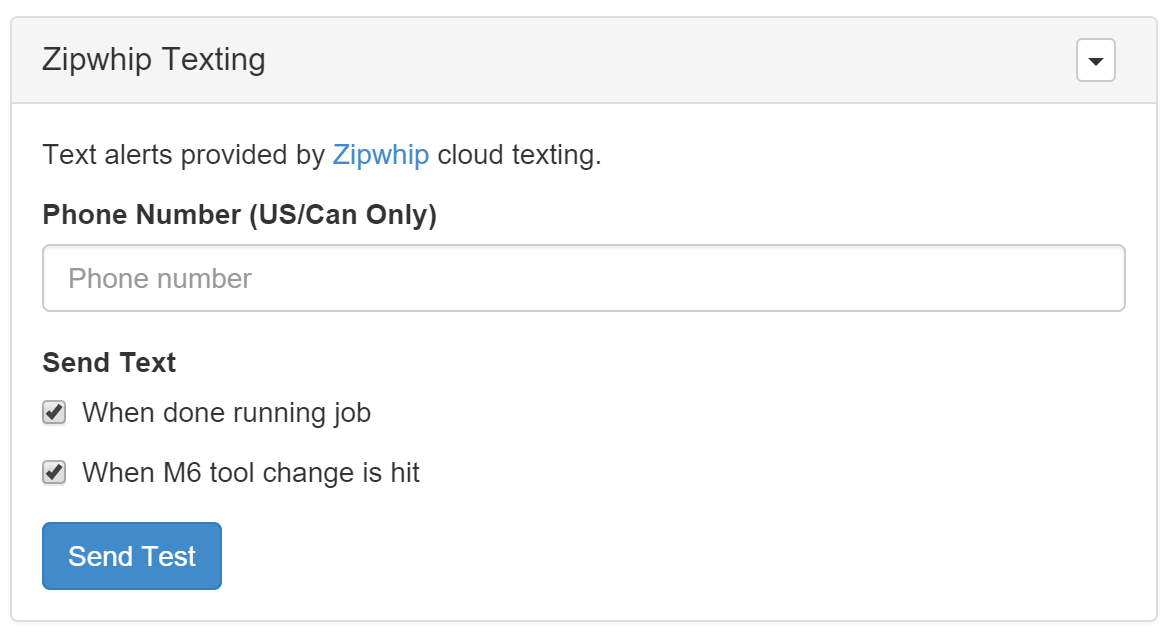 Zipwhip Texting
Text alerts provided by Zipwhip cloud texting.
Phone Number (US/Can Only)
Phone number
Send Text
When done running job
When M6 tool change is hit
Send Test